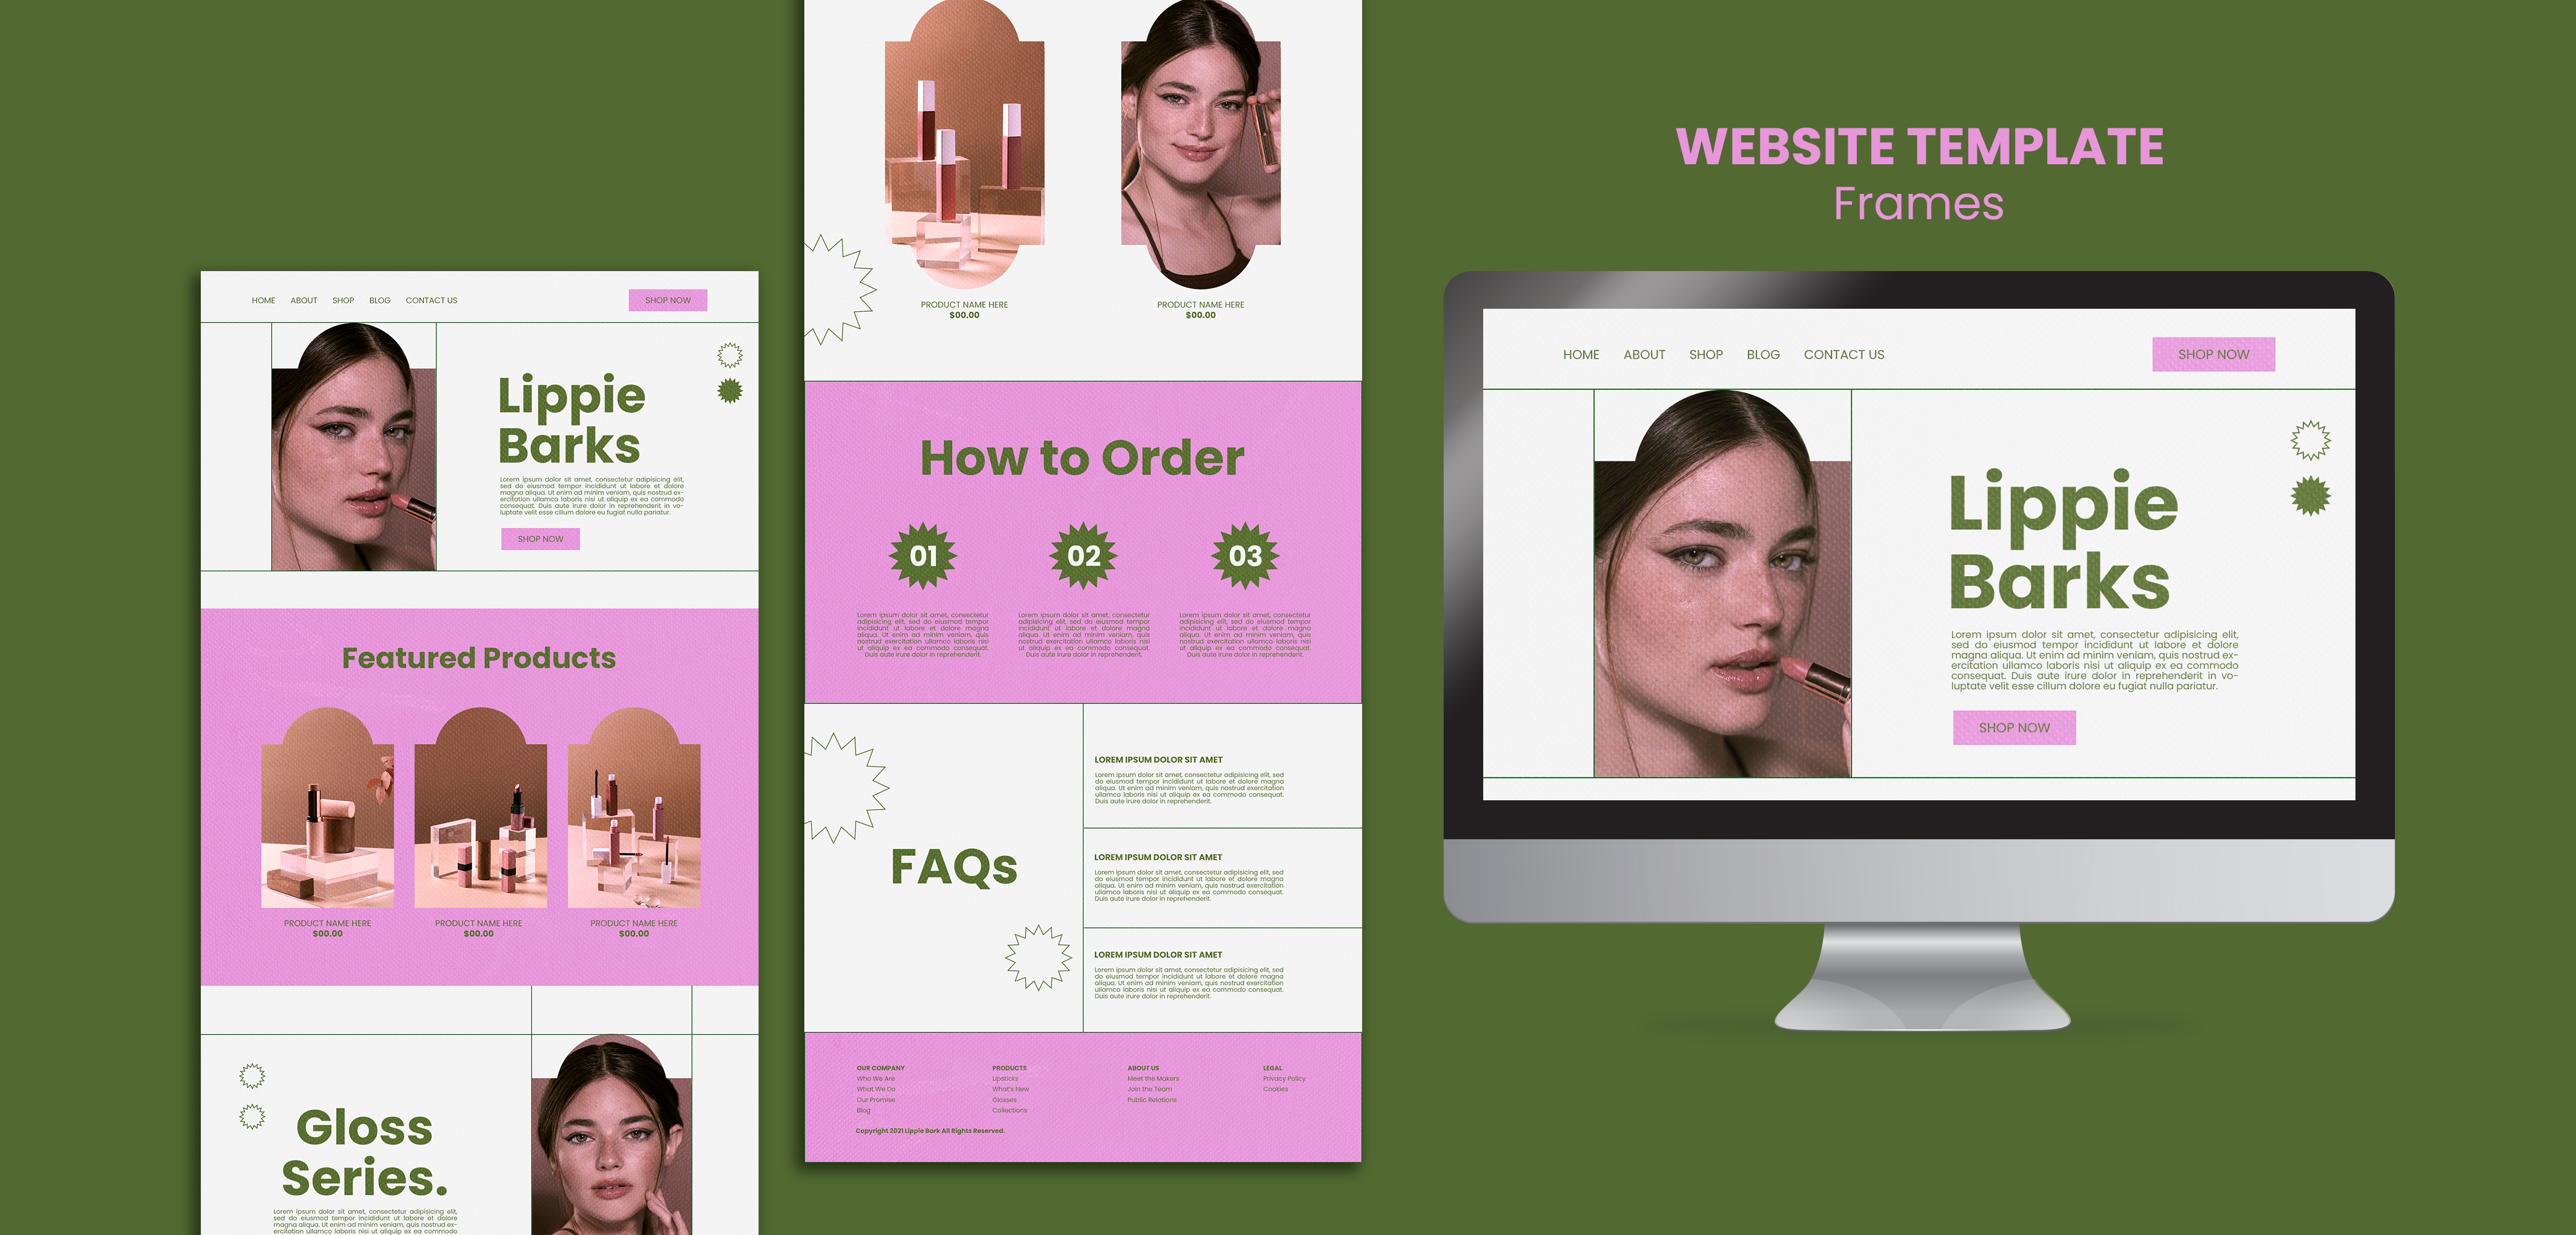 HOME ABOUT SHOP BLOG CONTACT US SHOP NOW
Lippie
Barks
Lorem ipsum dolor sit amet, consectetur adipisicing elit,
sed do eiusmod tempor incididunt ut labore et dolore
magna aliqua. Ut enim ad minim veniam, quis nostrud ex-
ercitation ullamco laboris nisi ut aliquip ex ea commodo
consequat. Duis aute irure dolor in reprehenderit in vo-
luptate velit esse cillum dolore eu fugiat nulla pariatur.
SHOP NOW
Featured Products
PRODUCT NAME HERE PRODUCT NAME HERE PRODUCT NAME HERE
$00.00 $00.00 $00.00
Gloss
Series.
Lorem ipsum dolor sit amet, consectetur adipisicing elit,
sed do eiusmod tempor incididunt ut labore et dolore
magna aliqua. Ut enim ad minim veniam, quis nostrud ex-
ercitation ullamco laboris nisi ut aliquip ex ea commodo
PRODUCT NAME HERE PRODUCT NAME HERE
$00.00 $00.00
How to Order
01 02 03
Lorem ipsum dolor sit amet, consectetur
adipisicing elit, sed do eiusmod tempor
incididunt ut labore et dolore magna
aliqua. Ut enim ad minim veniam, quis
nostrud exercitation ullamco laboris nisi
ut aliquip ex ea commodo consequat.
Duis aute irure dolor in reprehenderit.
Lorem ipsum dolor sit amet, consectetur
adipisicing elit, sed do eiusmod tempor
incididunt ut labore et dolore magna
aliqua. Ut enim ad minim veniam, quis
nostrud exercitation ullamco laboris nisi
ut aliquip ex ea commodo consequat.
Duis aute irure dolor in reprehenderit.
Lorem ipsum dolor sit amet, consectetur
adipisicing elit, sed do eiusmod tempor
incididunt ut labore et dolore magna
aliqua. Ut enim ad minim veniam, quis
nostrud exercitation ullamco laboris nisi
ut aliquip ex ea commodo consequat.
Duis aute irure dolor in reprehenderit.
FAQs
LOREM IPSUM DOLOR SIT AMET
Lorem ipsum dolor sit amet, consectetur adipisicing elit, sed
do eiusmod tempor incididunt ut labore et dolore magna
aliqua. Ut enim ad minim veniam, quis nostrud exercitation
ullamco laboris nisi ut aliquip ex ea commodo consequat.
Duis aute irure dolor in reprehenderit.
LOREM IPSUM DOLOR SIT AMET
Lorem ipsum dolor sit amet, consectetur adipisicing elit, sed
do eiusmod tempor incididunt ut labore et dolore magna
aliqua. Ut enim ad minim veniam, quis nostrud exercitation
ullamco laboris nisi ut aliquip ex ea commodo consequat.
Duis aute irure dolor in reprehenderit.
LOREM IPSUM DOLOR SIT AMET
Lorem ipsum dolor sit amet, consectetur adipisicing elit, sed
do eiusmod tempor incididunt ut labore et dolore magna
aliqua. Ut enim ad minim veniam, quis nostrud exercitation
ullamco laboris nisi ut aliquip ex ea commodo consequat.
Duis aute irure dolor in reprehenderit.
OUR COMPANY
Who We Are
What We Do
Our Promise
Blog
PRODUCTS
Lipsticks
What's New
Glosses
Collections
ABOUT US
Meet the Makers
Join the Team
Public Relations
LEGAL
Privacy Policy
Cookies
Copyright 2021 Lippie Bark All Rights Reserved.
WEBSITE TEMPLATE
Frames
HOME ABOUT SHOP BLOG CONTACT US SHOP NOW
Lippie
Barks
Lorem ipsum dolor sit amet, consectetur adipisicing elit,
sed do eiusmod tempor incididunt ut labore et dolore
magna aliqua. Ut enim ad minim veniam, quis nostrud ex-
ercitation ullamco laboris nisi ut aliquip ex ea commodo
consequat. Duis aute irure dolor in reprehenderit in vo-
luptate velit esse cillum dolore eu fugiat nulla pariatur.
SHOP NOW